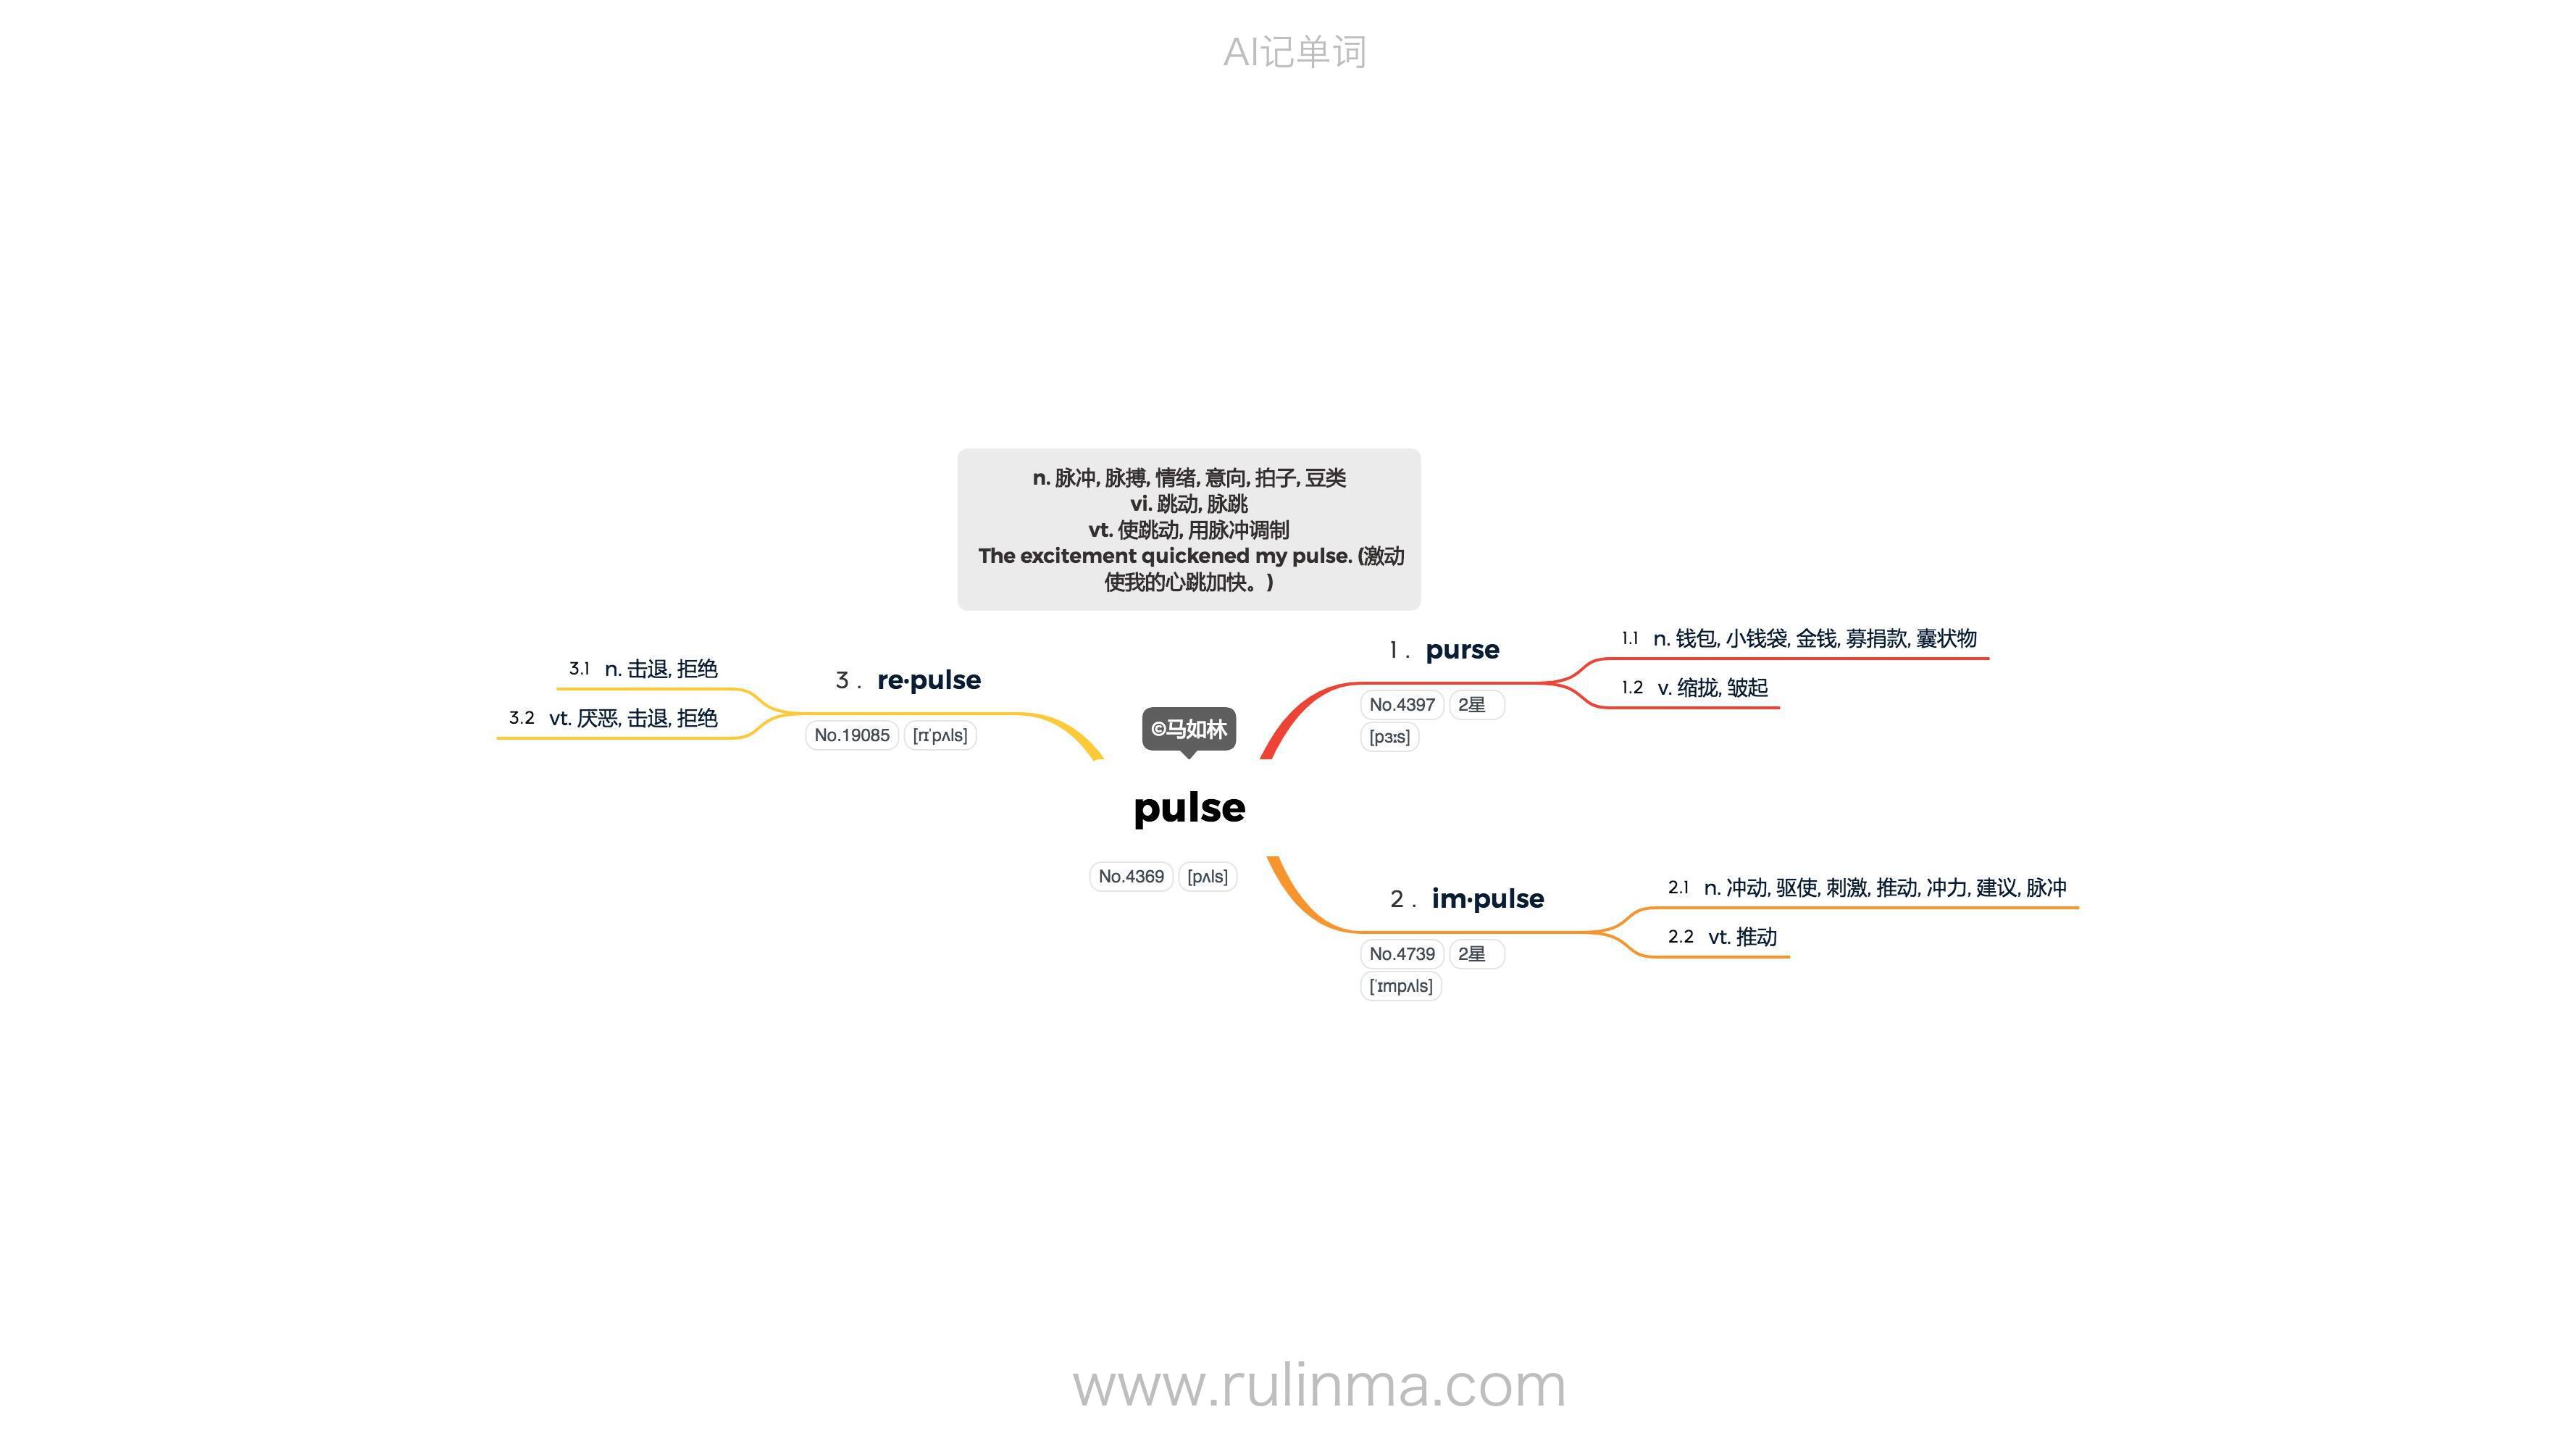 AI记单词
n. 脉冲, 脉搏, 情绪, 意向, 拍子, 豆类
vi. 跳动, 脉跳
vt. 使跳动, 用脉冲调制
The excitement quickened my pulse. (激动
使我的心跳加快。)
©马如林
pulse
No.4369 [pʌls]
1. purse
No.4397 2星
[pɜːs]
1.1 n. 钱包, 小钱袋, 金钱, 募捐款, 囊状物
1.2 v. 缩拢, 皱起
2. im·pulse
No.4739 2星
[ˈɪmpʌls]
2.1 n. 冲动, 驱使, 刺激, 推动, 冲力, 建议, 脉冲
2.2 vt. 推动
3. re·pulse
No.19085 [rɪˈpʌls]
3.1 n. 击退, 拒绝
3.2 vt. 厌恶, 击退, 拒绝
www.rulinma.com